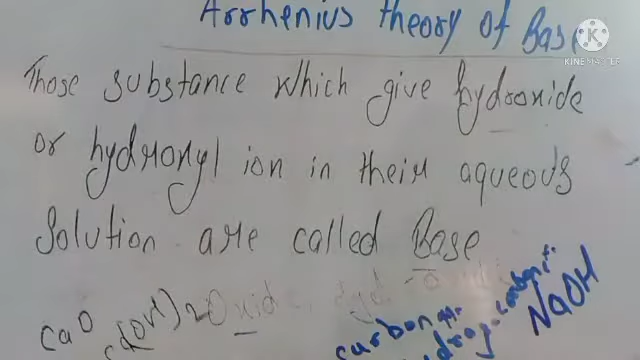 Arrhenius theory of Base
KINEMASTER
Those substance which give hydroxide
or hydroxyl ion in their aqueous
Solution are called Base
CaO
NaOH